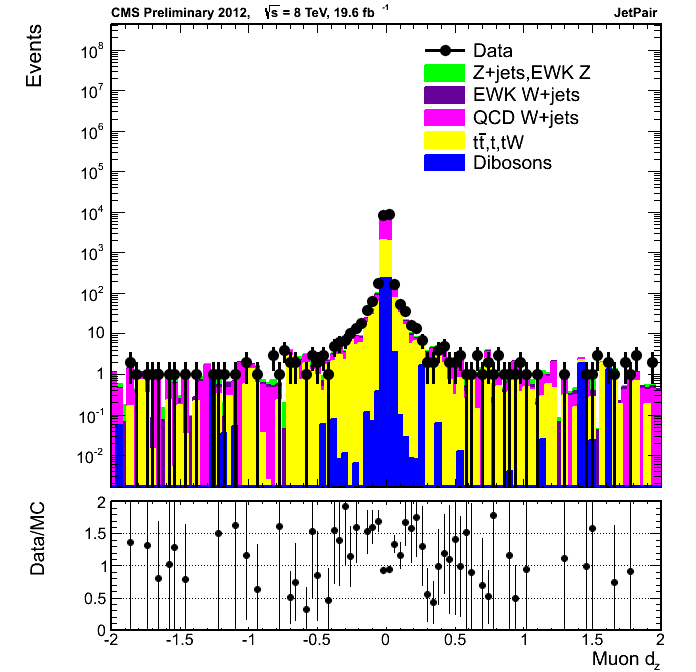 CMS Preliminary 2012, √s = 8 TeV, 19.6 fb⁻¹ JetPair
Events
10⁸
10⁷
10⁶
10⁵
10⁴
10³
10²
10
1
10⁻¹
10⁻²
Data
Z+jets,EWK Z
EWK W+jets
QCD W+jets
tt̄,t,tW
Dibosons
Data/MC
2
1.5
1
0.5
0
-2 -1.5 -1 -0.5 0 0.5 1 1.5 2
Muon d_z